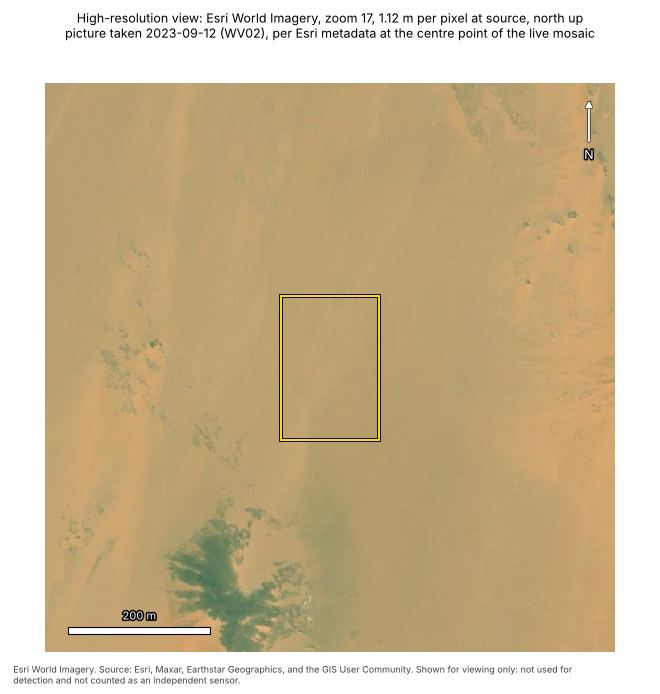 High-resolution view: Esri World Imagery, zoom 17, 1.12 m per pixel at source, north up
picture taken 2023-09-12 (WV02), per Esri metadata at the centre point of the live mosaic
N
200 m
Esri World Imagery. Source: Esri, Maxar, Earthstar Geographics, and the GIS User Community. Shown for viewing only: not used for
detection and not counted as an independent sensor.